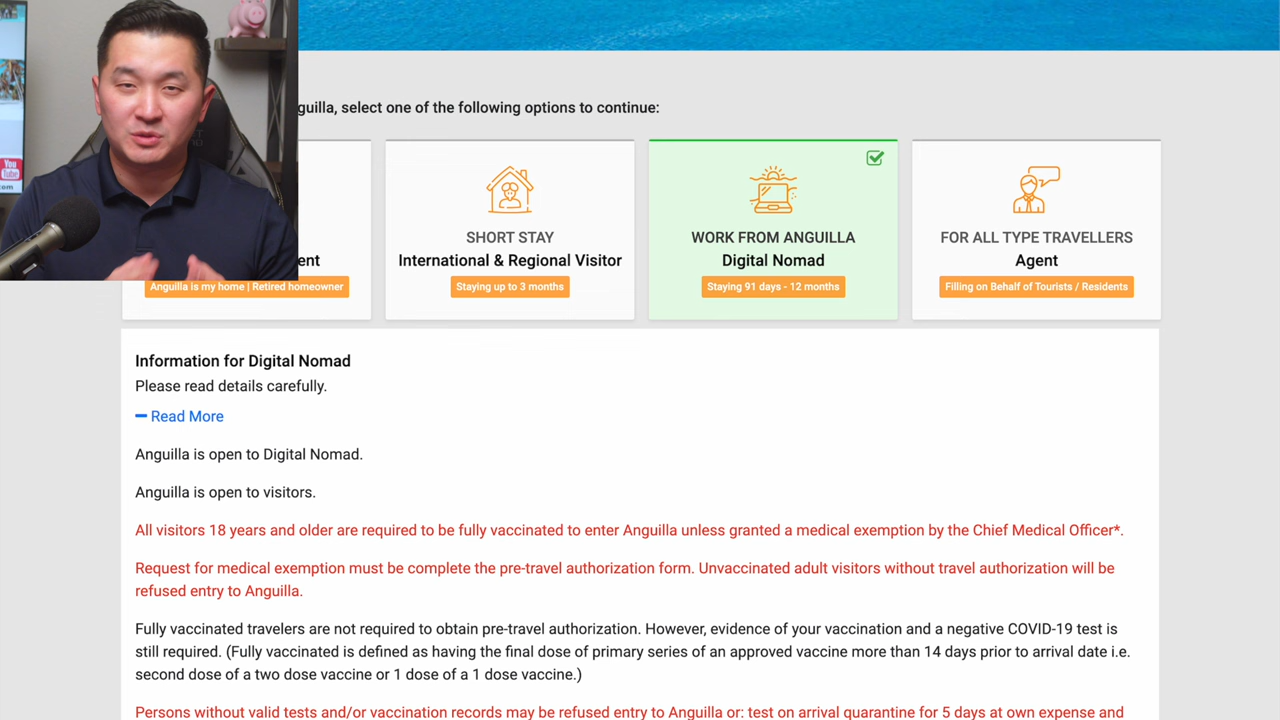 guilla, select one of the following options to continue:
You
Tube
com
ent
Anguilla is my home | Retired homeowner
SHORT STAY
International & Regional Visitor
Staying up to 3 months
WORK FROM ANGUILLA
Digital Nomad
Staying 91 days - 12 months
FOR ALL TYPE TRAVELLERS
Agent
Filling on Behalf of Tourists / Residents
Information for Digital Nomad
Please read details carefully.
Read More
Anguilla is open to Digital Nomad.
Anguilla is open to visitors.
All visitors 18 years and older are required to be fully vaccinated to enter Anguilla unless granted a medical exemption by the Chief Medical Officer*.
Request for medical exemption must be complete the pre-travel authorization form. Unvaccinated adult visitors without travel authorization will be
refused entry to Anguilla.
Fully vaccinated travelers are not required to obtain pre-travel authorization. However, evidence of your vaccination and a negative COVID-19 test is
still required. (Fully vaccinated is defined as having the final dose of primary series of an approved vaccine more than 14 days prior to arrival date i.e.
second dose of a two dose vaccine or 1 dose of a 1 dose vaccine.)
Persons without valid tests and/or vaccination records may be refused entry to Anguilla or: test on arrival quarantine for 5 days at own expense and